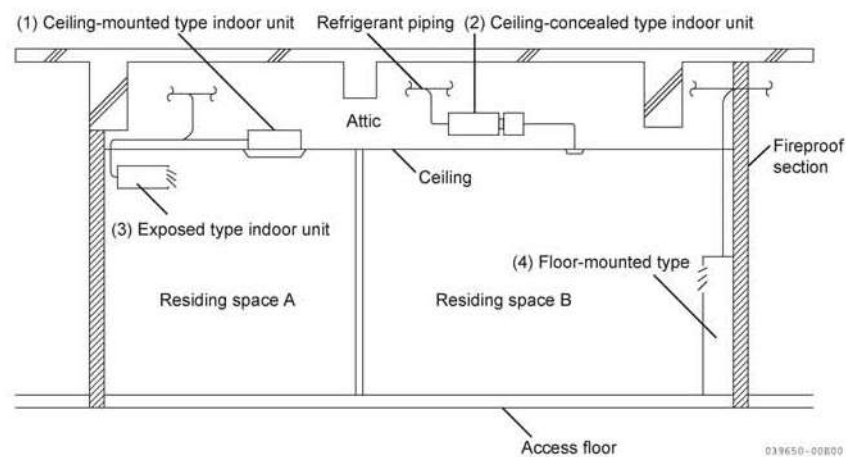 (1) Ceiling-mounted type indoor unit
Refrigerant piping
(2) Ceiling-concealed type indoor unit
Attic
Fireproof
section
Ceiling
(3) Exposed type indoor unit
(4) Floor-mounted type
Residing space A
Residing space B
Access floor
039650-00R00